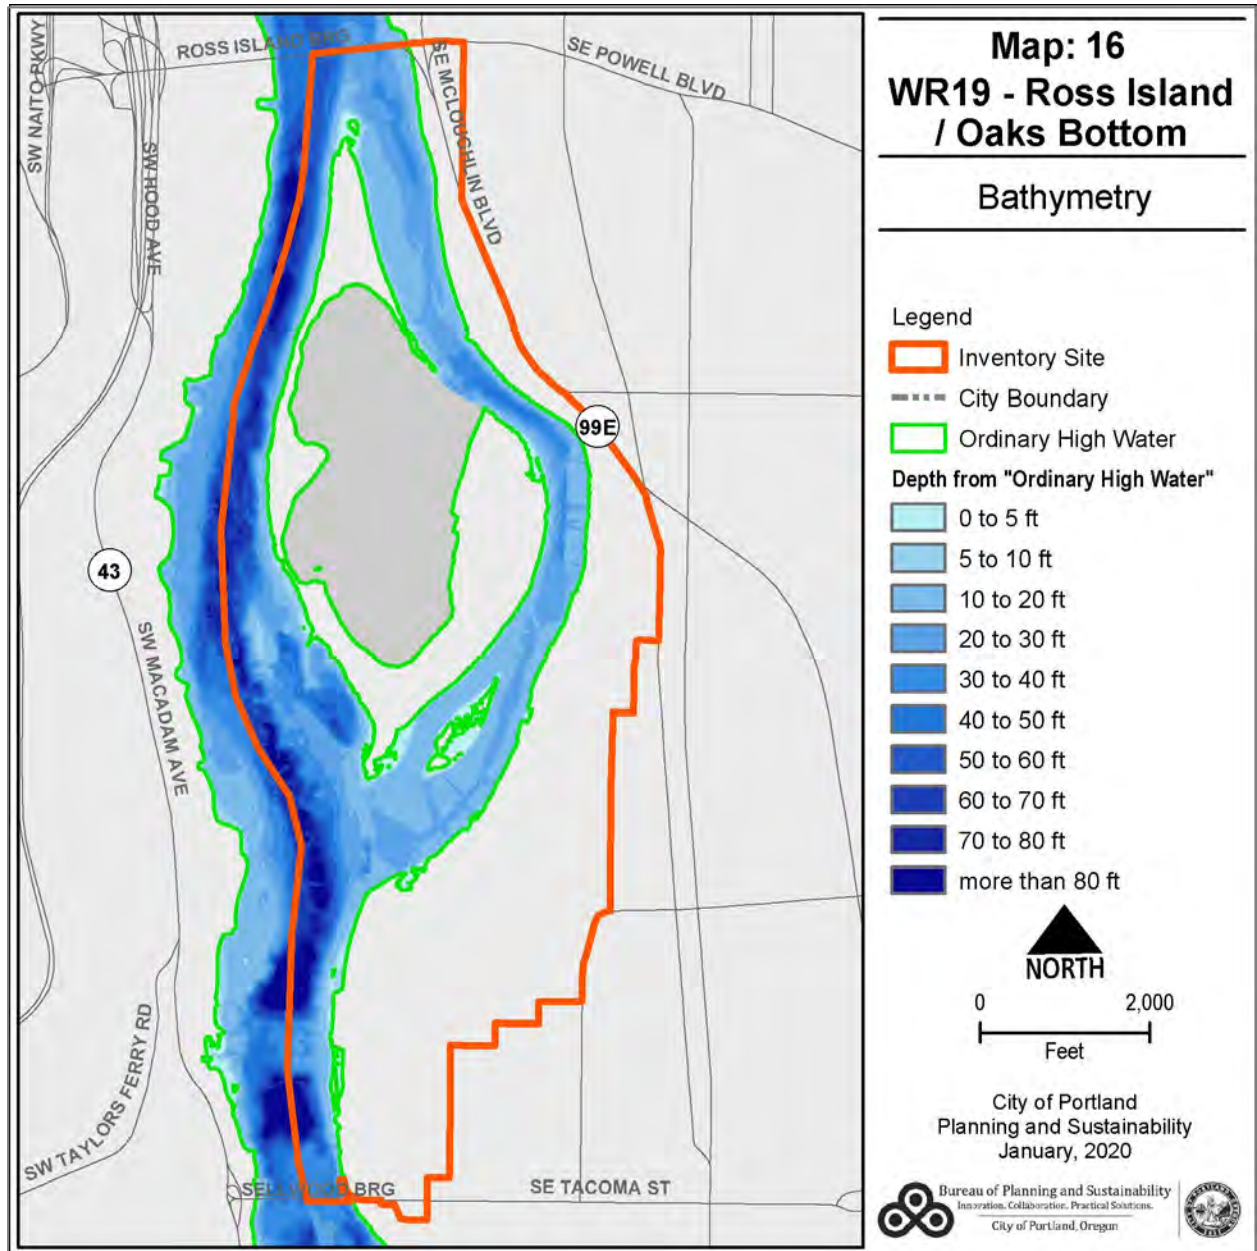 Map: 16
WR19 - Ross Island
/ Oaks Bottom
Bathymetry
Legend
Inventory Site
City Boundary
Ordinary High Water
Depth from "Ordinary High Water"
0 to 5 ft
5 to 10 ft
10 to 20 ft
20 to 30 ft
30 to 40 ft
40 to 50 ft
50 to 60 ft
60 to 70 ft
70 to 80 ft
more than 80 ft
NORTH
0 2,000
Feet
City of Portland
Planning and Sustainability
January, 2020
Bureau of Planning and Sustainability
Innovation. Collaboration. Practical Solutions.
City of Portland, Oregon
SW NAITO PKWY
ROSS ISLAND BRG
SE MCLOUGHLIN BLVD
SE POWELL BLVD
SW HOOD AVE
99E
43
SW MACADAM AVE
SW TAYLORS FERRY RD
SELLWOOD BRG
SE TACOMA ST